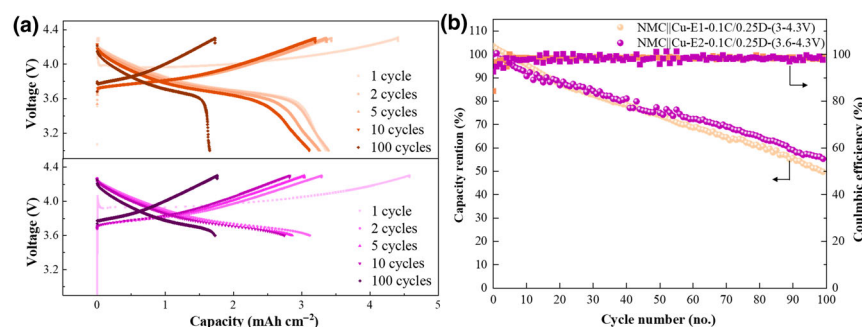 (a)
4.2
3.9
3.6
3.0
Voltage (V)
1 cycle
2 cycles
5 cycles
10 cycles
100 cycles
4.2
3.6
3.0
Voltage (V)
1 cycle
2 cycles
5 cycles
10 cycles
100 cycles
0
1
2
3
4
5
Capacity (mAh cm⁻²)
(b)
NMC||Cu-E1-0.1C/0.25D-(3-4.3V)
NMC||Cu-E2-0.1C/0.25D-(3.6-4.3V)
110
100
90
80
70
60
50
40
30
20
10
0
Capacity rention (%)
100
80
60
40
20
0
Coulombic efficiency (%)
0
10
20
30
40
50
60
70
80
90
100
Cycle number (no.)